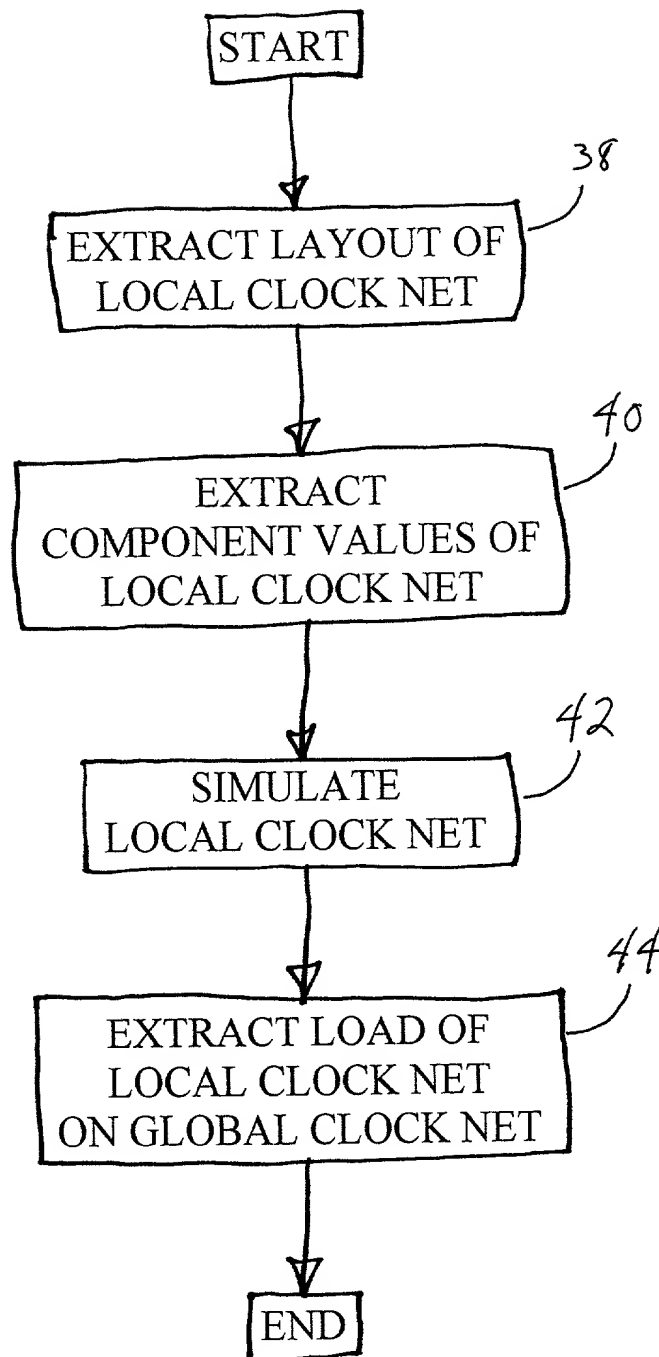 START
38
EXTRACT LAYOUT OF
LOCAL CLOCK NET
40
EXTRACT
COMPONENT VALUES OF
LOCAL CLOCK NET
42
SIMULATE
LOCAL CLOCK NET
44
EXTRACT LOAD OF
LOCAL CLOCK NET
ON GLOBAL CLOCK NET
END